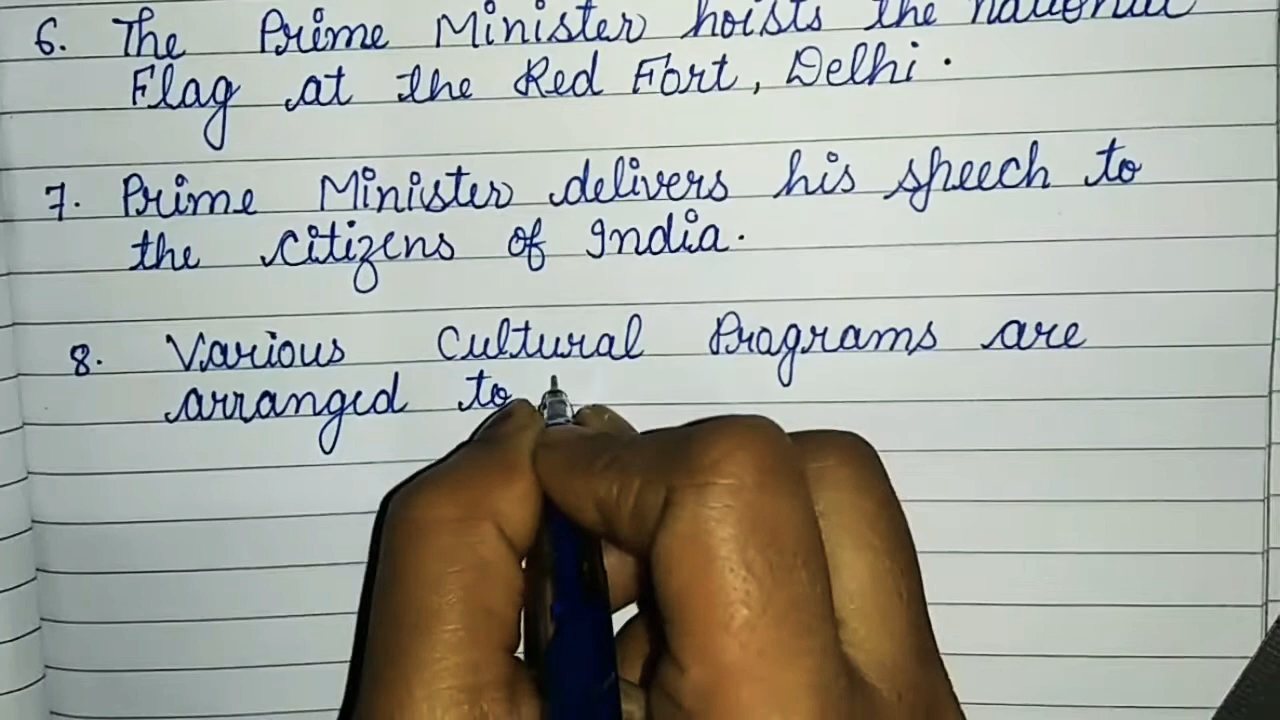 6. The Prime Minister hoists the national
Flag at the Red Fort, Delhi.
7. Prime Minister delivers his speech to
the citizens of India.
8. Various Cultural Programs are
arranged to